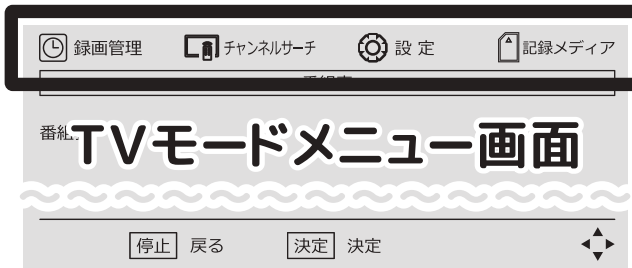 録画管理 チャンネルサーチ 設定 記録メディア
番組
TVモードメニュー画面
停止 戻る 決定 決定